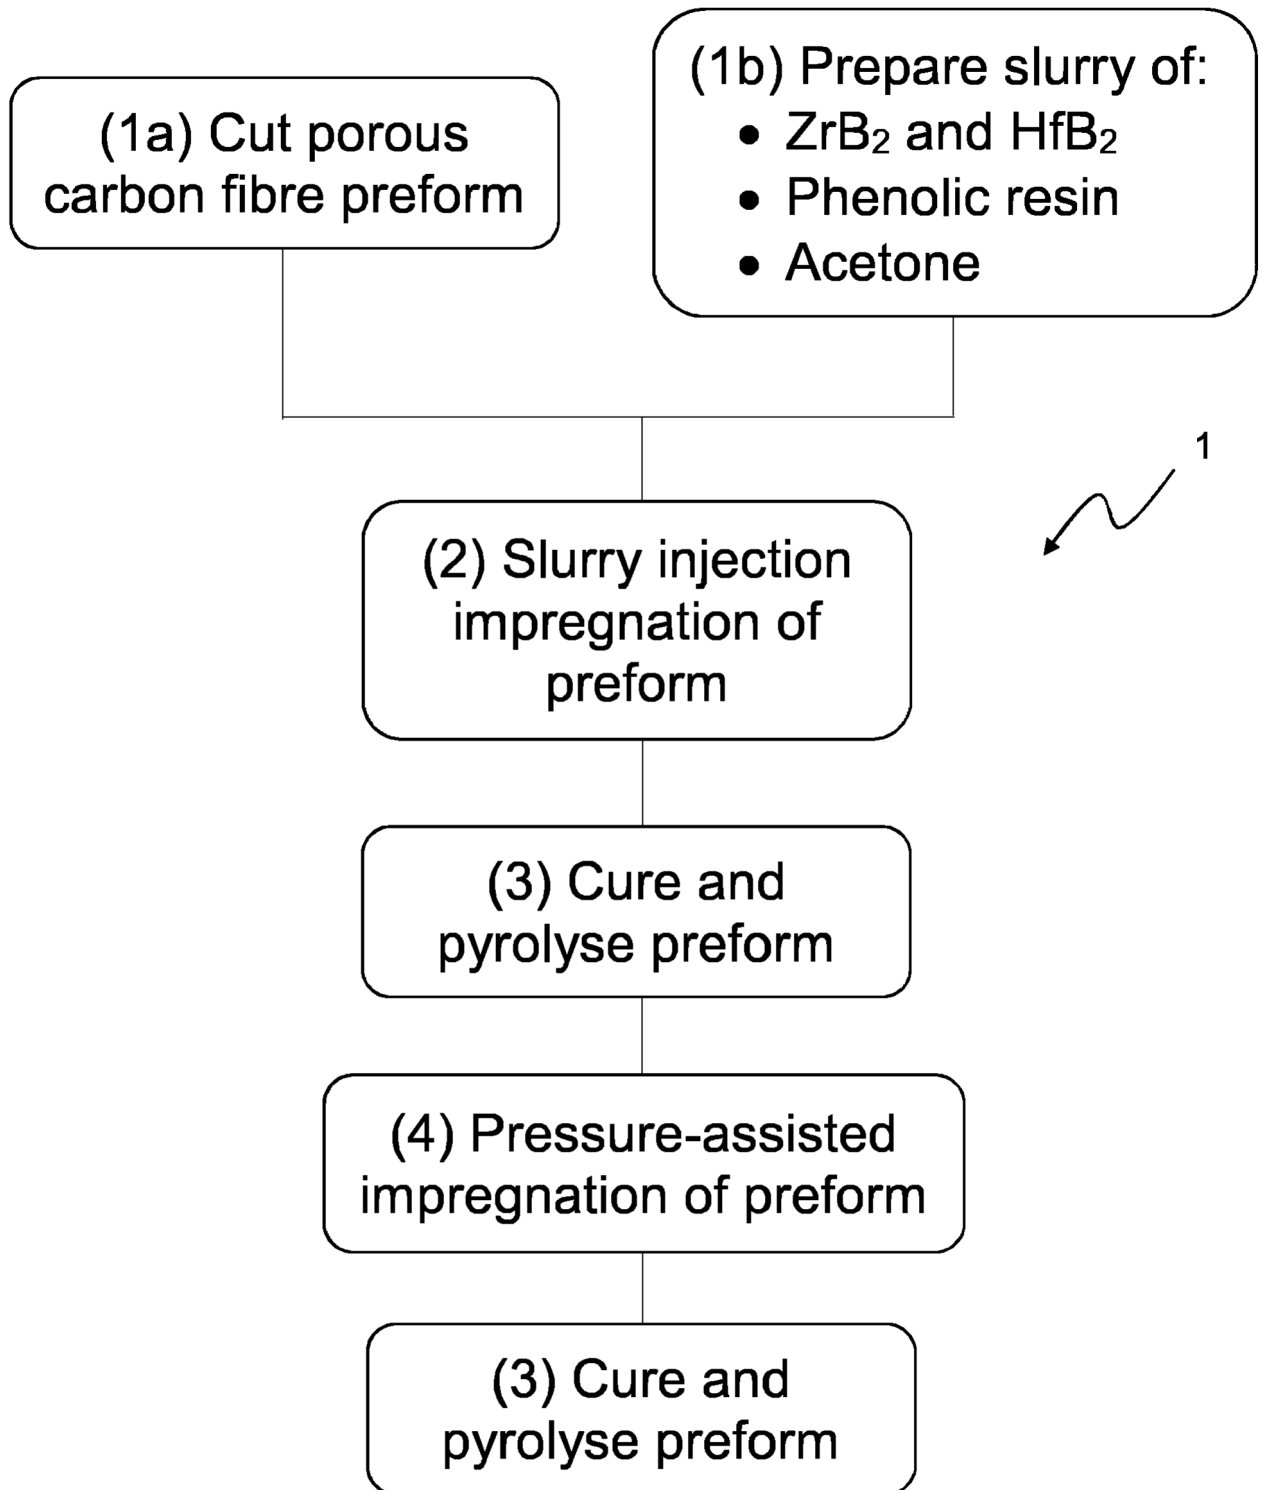 (1a) Cut porous
carbon fibre preform
(1b) Prepare slurry of:
• ZrB₂ and HfB₂
• Phenolic resin
• Acetone
1
(2) Slurry injection
impregnation of
preform
(3) Cure and
pyrolyse preform
(4) Pressure-assisted
impregnation of preform
(3) Cure and
pyrolyse preform